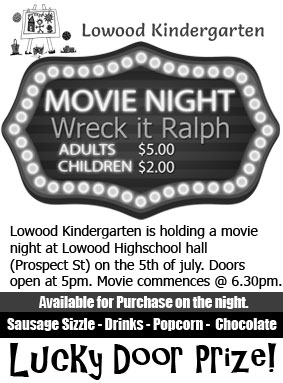 Lowood Kindergarten
MOVIE NIGHT
Wreck it Ralph
ADULTS $5.00
CHILDREN $2.00
Lowood Kindergarten is holding a movie
night at Lowood Highschool hall
(Prospect St) on the 5th of july. Doors
open at 5pm. Movie commences @ 6.30pm.
Available for Purchase on the night.
Sausage Sizzle - Drinks - Popcorn - Chocolate
Lucky Door Prize!